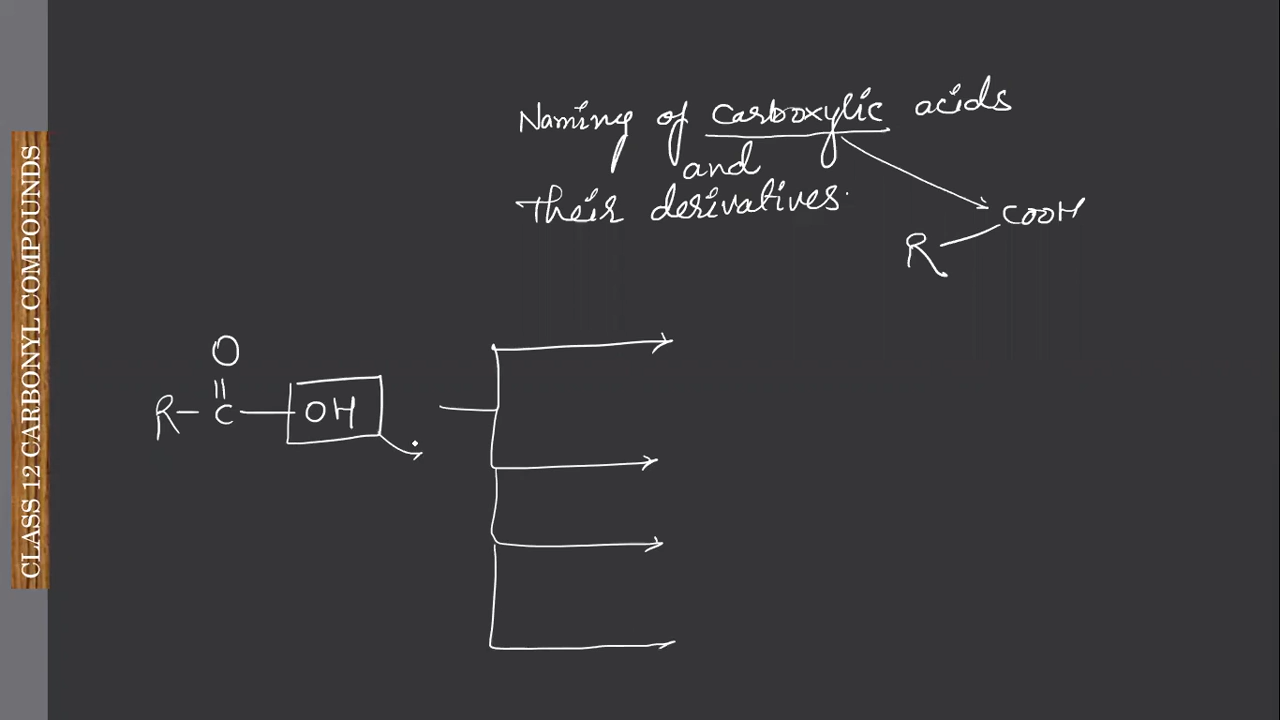 CLASS 12 CARBONYL COMPOUNDS
Naming of carboxylic acids
and
their derivatives.
COOH
R
O
R-C-OH